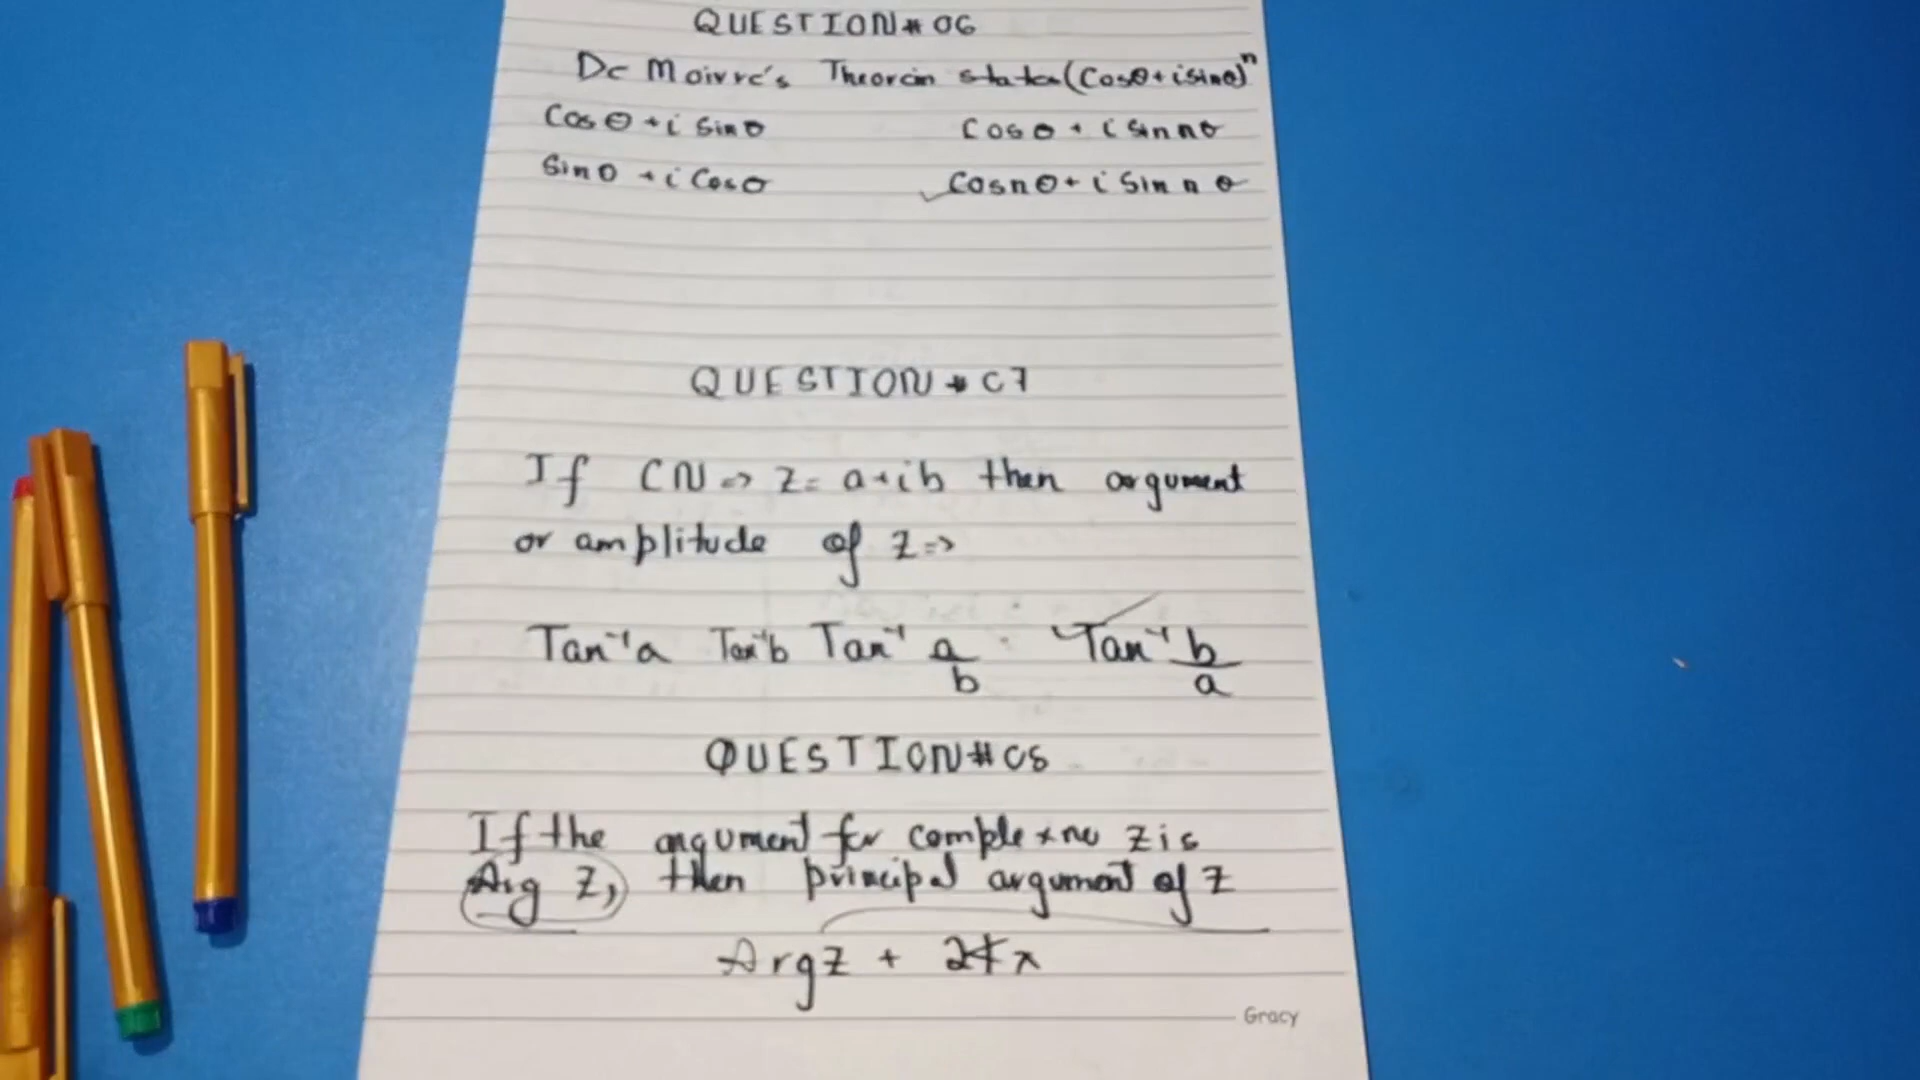 QUESTION# 06
De Moivre's Theorem states (Cosθ+isinθ)ⁿ
Cosθ+i Sinθ Cosθ + i Sin nθ
Sinθ +i Cosθ Cosnθ+ i Sin n θ
QUESTION # 07
If CN => Z= a+ib then argument
or amplitude of Z=>
Tan⁻¹a Tan⁻¹b Tan⁻¹ a/b Tan⁻¹ b/a
QUESTION# 08
If the argument for complex no Z is
Arg Z, then principal argument of Z
Arg Z +
Gracy